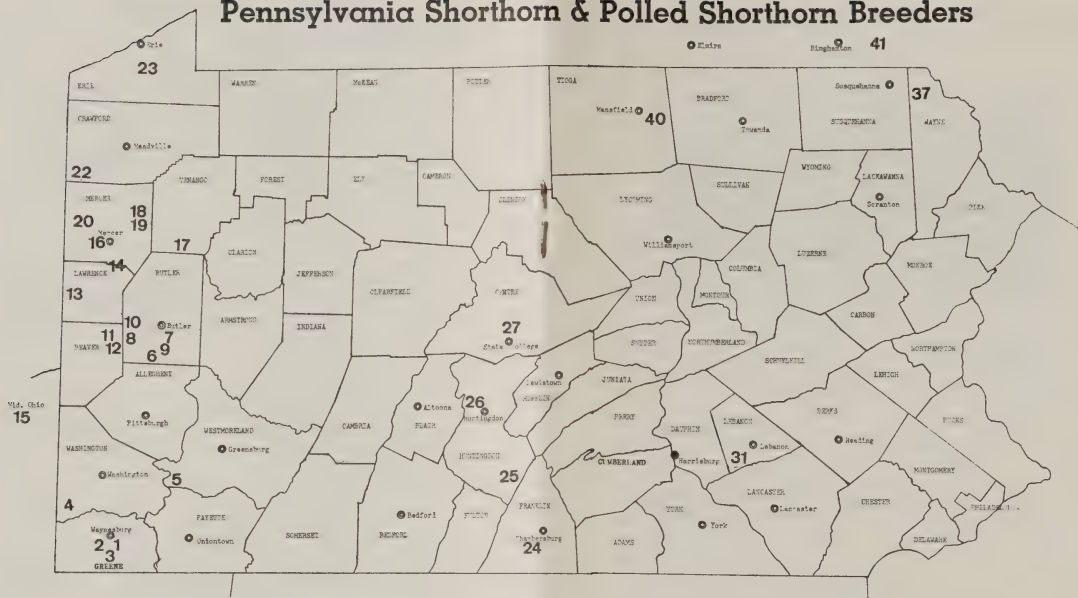 Pennsylvania Shorthorn & Polled Shorthorn Breeders
Erie
23
Elmira
Binghamton 41
ERIE
WARREN
McKEAN
POTTER
TIOGA
Mansfield
40
BRADFORD
Towanda
Susquehanna
SUSQUEHANNA
37
WAYNE
CRAWFORD
Meadville
22
VENANGO
FOREST
ELK
CAMERON
CLINTON
LYCOMING
Williamsport
SULLIVAN
WYOMING
LACKAWANNA
Scranton
PIKE
MERCER
20
18
19
Mercer
16
17
14
LAWRENCE
13
BUTLER
CLARION
JEFFERSON
CLEARFIELD
CENTRE
27
State College
UNION
MONTOUR
COLUMBIA
LUZERNE
MONROE
CARBON
10
Butler
11
8
7
BEAVER
12
6 9
ARMSTRONG
INDIANA
SNYDER
NORTHUMBERLAND
SCHUYLKILL
NORTHAMPTON
LEHIGH
Mid. Ohio
15
ALLEGHENY
Pittsburgh
WESTMORELAND
Greensburg
CAMBRIA
Altoona
BLAIR
26
Huntingdon
Lewistown
MIFFLIN
JUNIATA
PERRY
DAUPHIN
LEBANON
Lebanon
31
BERKS
Reading
BUCKS
WASHINGTON
Washington
5
4
HUNTINGDON
25
CUMBERLAND
Harrisburg
LANCASTER
Lancaster
CHESTER
MONTGOMERY
DELAWARE
Waynesburg
2 1
3
GREENE
FAYETTE
Uniontown
SOMERSET
Bedford
BEDFORD
FULTON
FRANKLIN
Chambersburg
24
ADAMS
YORK
York